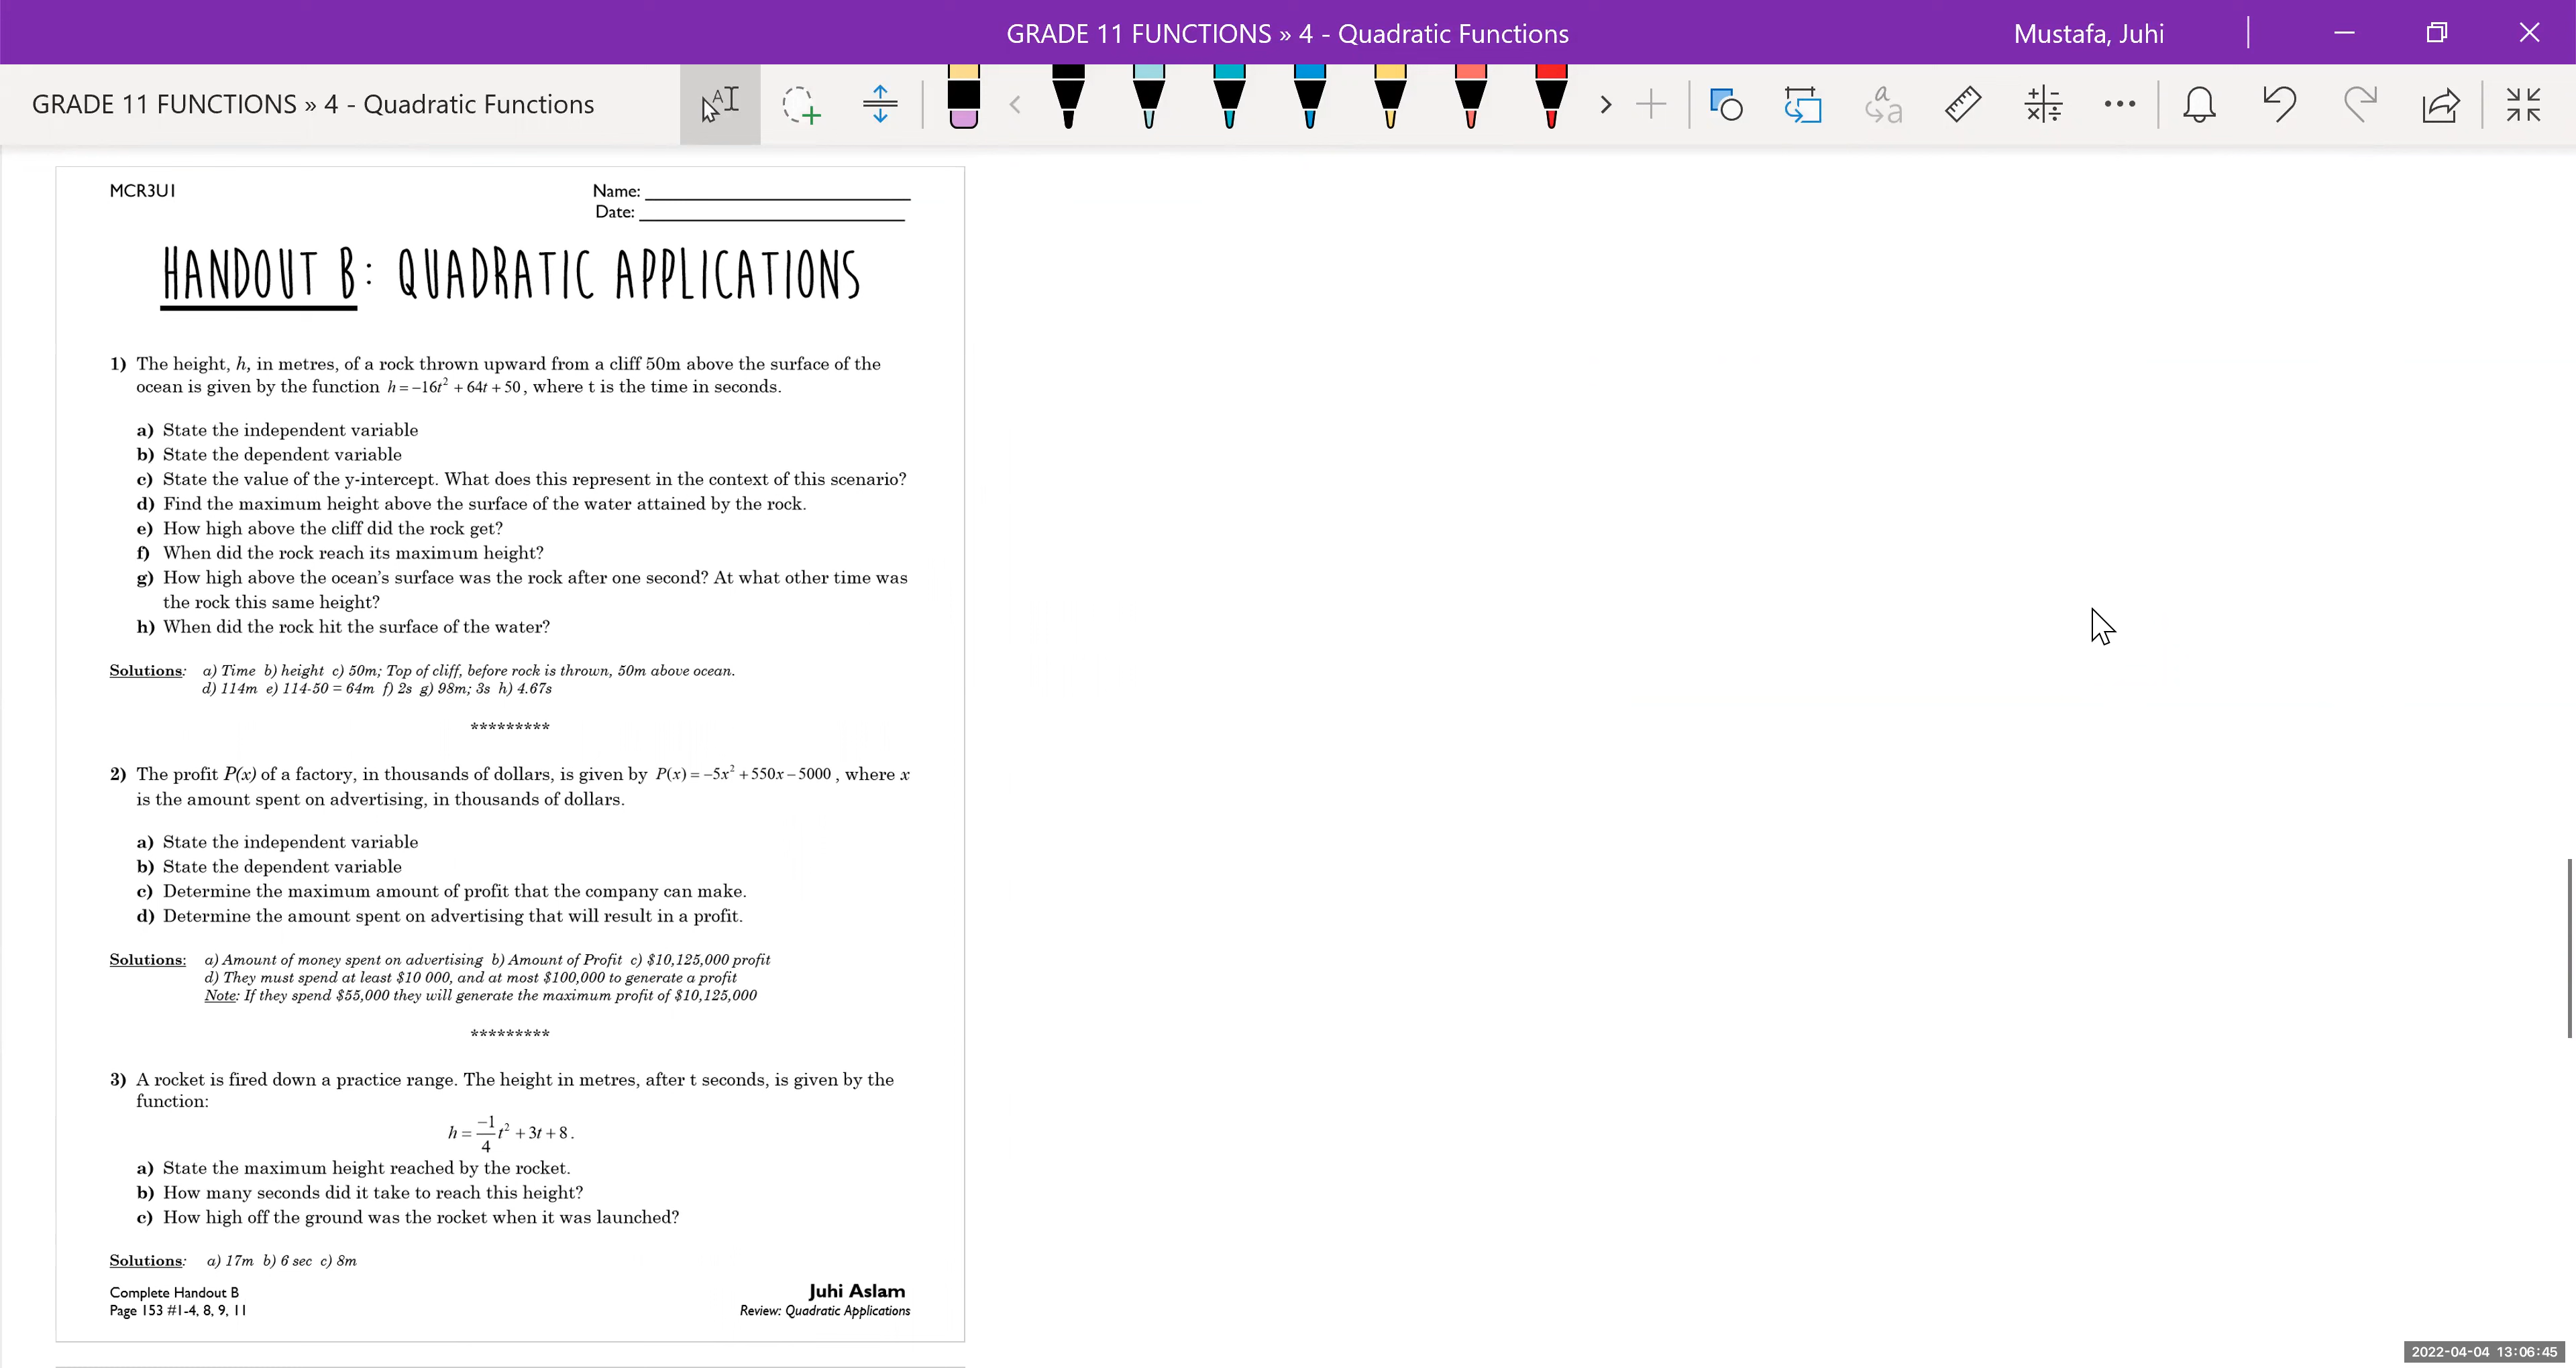 GRADE 11 FUNCTIONS » 4 - Quadratic Functions
Mustafa, Juhi
GRADE 11 FUNCTIONS » 4 - Quadratic Functions
MCR3U1
Name:
Date:
HANDOUT B: QUADRATIC APPLICATIONS
1) The height, h, in metres, of a rock thrown upward from a cliff 50m above the surface of the
ocean is given by the function h = −16t² + 64t + 50, where t is the time in seconds.
a) State the independent variable
b) State the dependent variable
c) State the value of the y-intercept. What does this represent in the context of this scenario?
d) Find the maximum height above the surface of the water attained by the rock.
e) How high above the cliff did the rock get?
f) When did the rock reach its maximum height?
g) How high above the ocean's surface was the rock after one second? At what other time was
the rock this same height?
h) When did the rock hit the surface of the water?
Solutions: a) Time b) height c) 50m; Top of cliff, before rock is thrown, 50m above ocean.
d) 114m e) 114-50 = 64m f) 2s g) 98m; 3s h) 4.67s
*********
2) The profit P(x) of a factory, in thousands of dollars, is given by P(x) = −5x² + 550x − 5000 , where x
is the amount spent on advertising, in thousands of dollars.
a) State the independent variable
b) State the dependent variable
c) Determine the maximum amount of profit that the company can make.
d) Determine the amount spent on advertising that will result in a profit.
Solutions: a) Amount of money spent on advertising b) Amount of Profit c) $10,125,000 profit
d) They must spend at least $10 000, and at most $100,000 to generate a profit
Note: If they spend $55,000 they will generate the maximum profit of $10,125,000
*********
3) A rocket is fired down a practice range. The height in metres, after t seconds, is given by the
function:
h = −1/4 t² + 3t + 8.
a) State the maximum height reached by the rocket.
b) How many seconds did it take to reach this height?
c) How high off the ground was the rocket when it was launched?
Solutions: a) 17m b) 6 sec c) 8m
Complete Handout B
Page 153 #1-4, 8, 9, 11
Juhi Aslam
Review: Quadratic Applications
2022-04-04 13:06:45